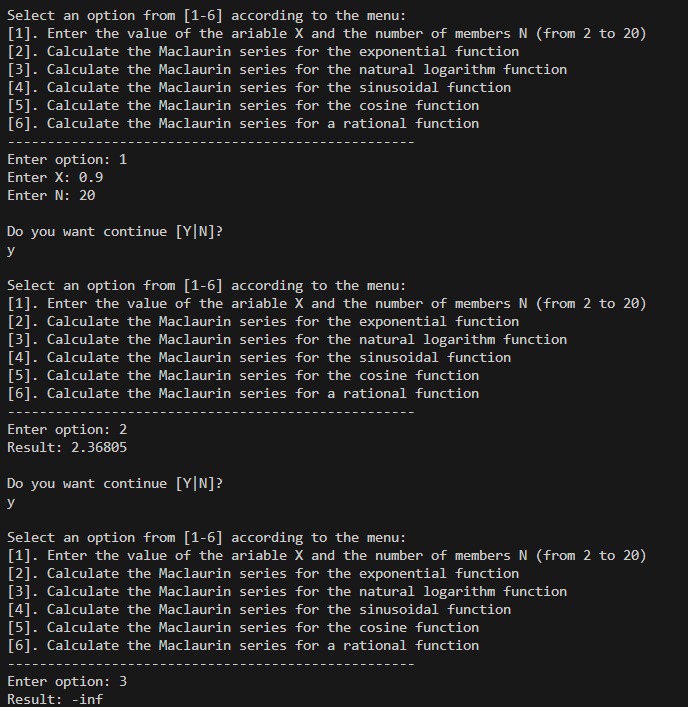 Select an option from [1-6] according to the menu:
[1]. Enter the value of the ariable X and the number of members N (from 2 to 20)
[2]. Calculate the Maclaurin series for the exponential function
[3]. Calculate the Maclaurin series for the natural logarithm function
[4]. Calculate the Maclaurin series for the sinusoidal function
[5]. Calculate the Maclaurin series for the cosine function
[6]. Calculate the Maclaurin series for a rational function
---------------------------------------------------
Enter option: 1
Enter X: 0.9
Enter N: 20
Do you want continue [Y|N]?
y
Select an option from [1-6] according to the menu:
[1]. Enter the value of the ariable X and the number of members N (from 2 to 20)
[2]. Calculate the Maclaurin series for the exponential function
[3]. Calculate the Maclaurin series for the natural logarithm function
[4]. Calculate the Maclaurin series for the sinusoidal function
[5]. Calculate the Maclaurin series for the cosine function
[6]. Calculate the Maclaurin series for a rational function
---------------------------------------------------
Enter option: 2
Result: 2.36805
Do you want continue [Y|N]?
y
Select an option from [1-6] according to the menu:
[1]. Enter the value of the ariable X and the number of members N (from 2 to 20)
[2]. Calculate the Maclaurin series for the exponential function
[3]. Calculate the Maclaurin series for the natural logarithm function
[4]. Calculate the Maclaurin series for the sinusoidal function
[5]. Calculate the Maclaurin series for the cosine function
[6]. Calculate the Maclaurin series for a rational function
---------------------------------------------------
Enter option: 3
Result: -inf